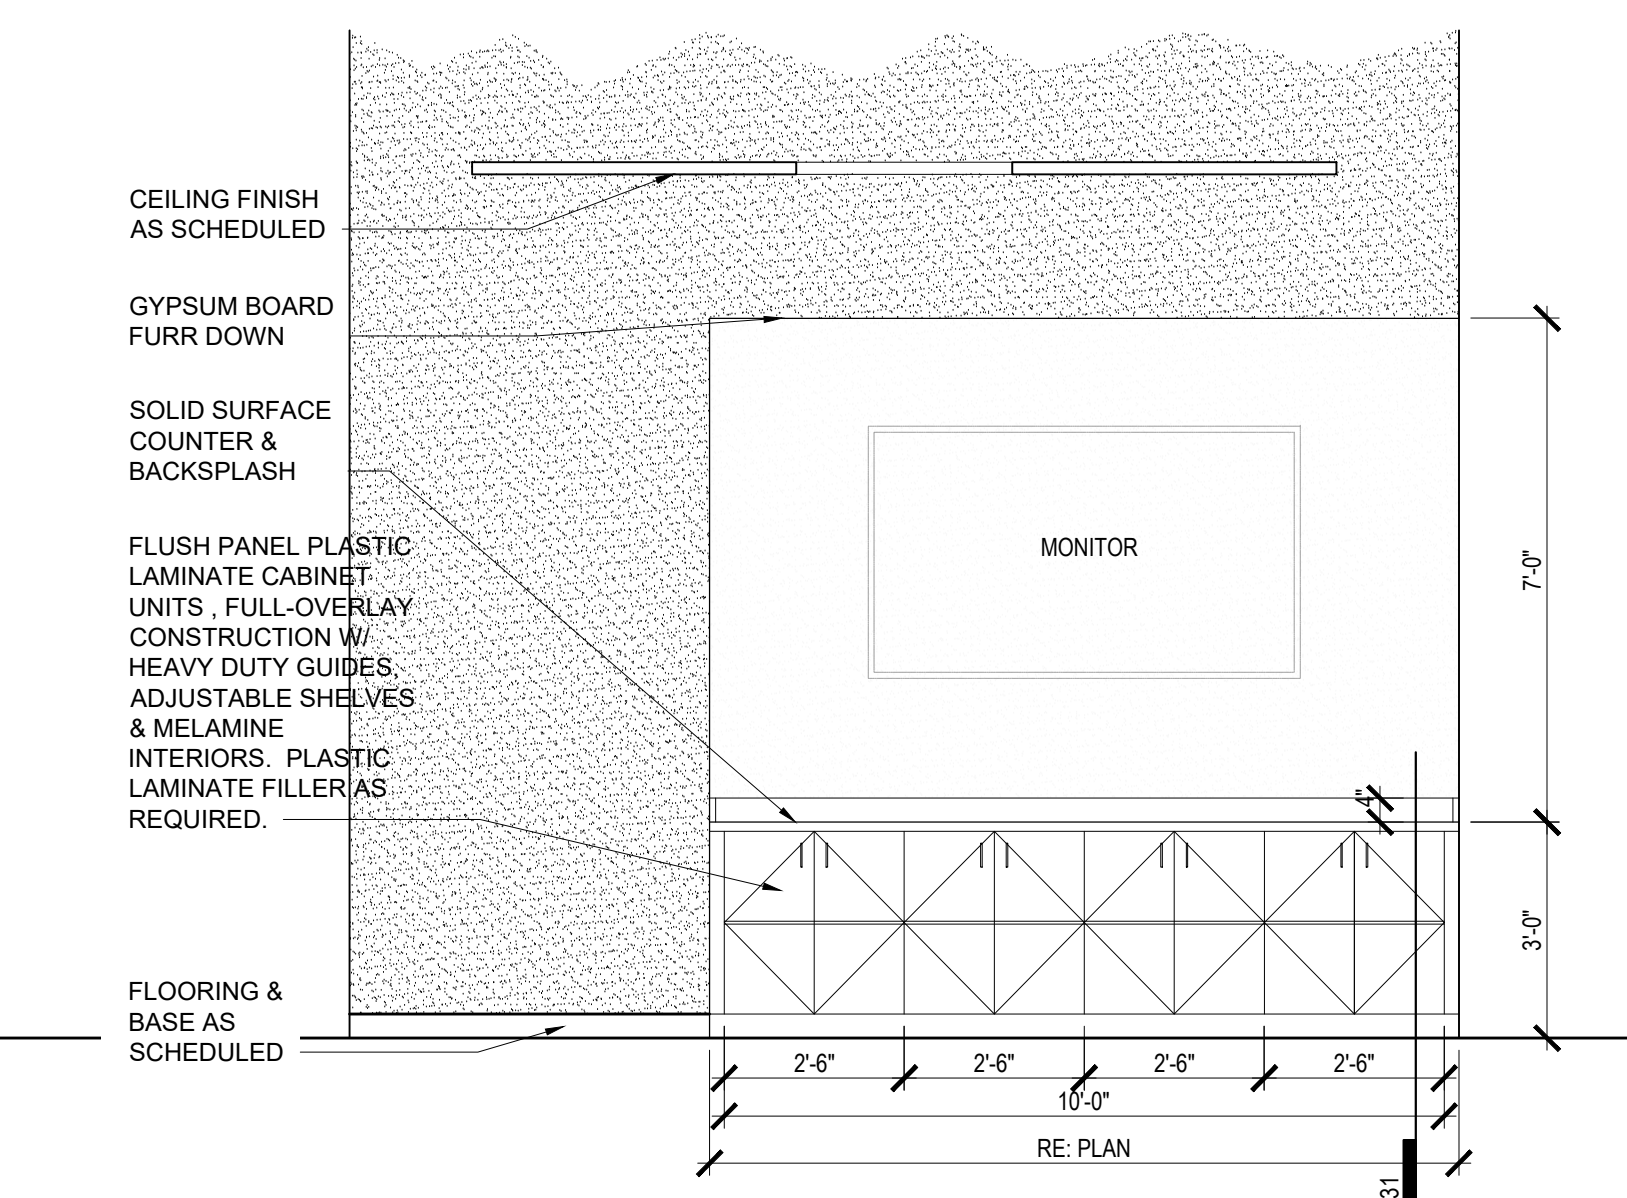 CEILING FINISH
AS SCHEDULED
GYPSUM BOARD
FURR DOWN
SOLID SURFACE
COUNTER &
BACKSPLASH
FLUSH PANEL PLASTIC
LAMINATE CABINET
UNITS , FULL-OVERLAY
CONSTRUCTION W/
HEAVY DUTY GUIDES,
ADJUSTABLE SHELVES
& MELAMINE
INTERIORS.  PLASTIC
LAMINATE FILLER AS
REQUIRED.
FLOORING &
BASE AS
SCHEDULED
MONITOR
7'-0"
4"
3'-0"
2'-6" 2'-6" 2'-6" 2'-6"
10'-0"
RE: PLAN
31